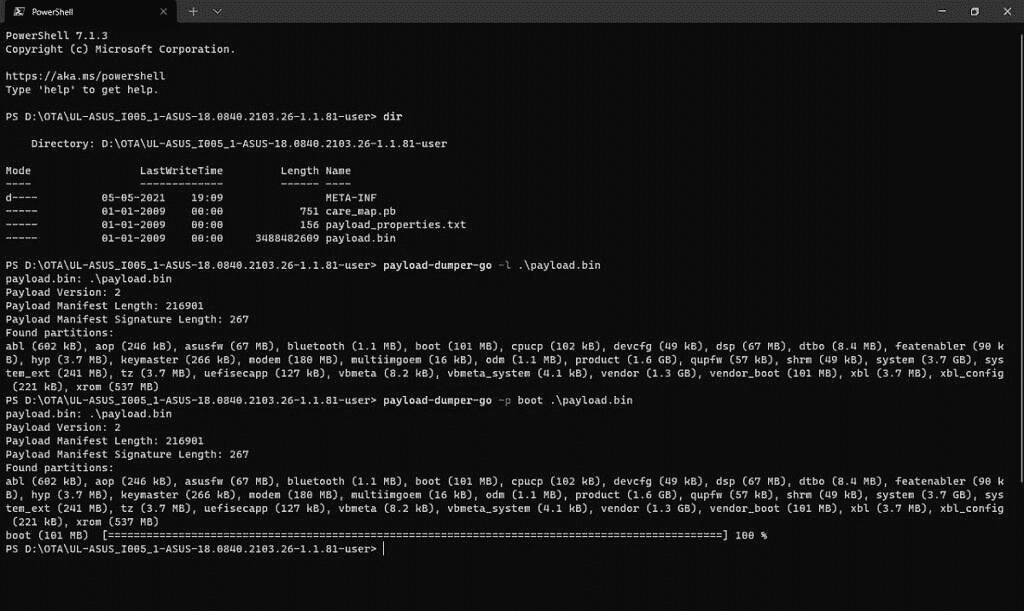 PowerShell
PowerShell 7.1.3
Copyright (c) Microsoft Corporation.
https://aka.ms/powershell
Type 'help' to get help.
PS D:\OTA\UL-ASUS_I005_1-ASUS-18.0840.2103.26-1.1.81-user> dir
Directory: D:\OTA\UL-ASUS_I005_1-ASUS-18.0840.2103.26-1.1.81-user
Mode LastWriteTime Length Name
---- ------------- ------ ----
d---- 05-05-2021 19:09 META-INF
----- 01-01-2009 00:00 751 care_map.pb
----- 01-01-2009 00:00 156 payload_properties.txt
----- 01-01-2009 00:00 3488482609 payload.bin
PS D:\OTA\UL-ASUS_I005_1-ASUS-18.0840.2103.26-1.1.81-user> payload-dumper-go -l .\payload.bin
payload.bin: .\payload.bin
Payload Version: 2
Payload Manifest Length: 216901
Payload Manifest Signature Length: 267
Found partitions:
abl (602 kB), aop (246 kB), asusfw (67 MB), bluetooth (1.1 MB), boot (101 MB), cpucp (102 kB), devcfg (49 kB), dsp (67 MB), dtbo (8.4 MB), featenabler (90 k
B), hyp (3.7 MB), keymaster (266 kB), modem (180 MB), multiimgoem (16 kB), odm (1.1 MB), product (1.6 GB), qupfw (57 kB), shrm (49 kB), system (3.7 GB), sys
tem_ext (241 MB), tz (3.7 MB), uefisecapp (127 kB), vbmeta (8.2 kB), vbmeta_system (4.1 kB), vendor (1.3 GB), vendor_boot (101 MB), xbl (3.7 MB), xbl_config
(221 kB), xrom (537 MB)
PS D:\OTA\UL-ASUS_I005_1-ASUS-18.0840.2103.26-1.1.81-user> payload-dumper-go -p boot .\payload.bin
payload.bin: .\payload.bin
Payload Version: 2
Payload Manifest Length: 216901
Payload Manifest Signature Length: 267
Found partitions:
abl (602 kB), aop (246 kB), asusfw (67 MB), bluetooth (1.1 MB), boot (101 MB), cpucp (102 kB), devcfg (49 kB), dsp (67 MB), dtbo (8.4 MB), featenabler (90 k
B), hyp (3.7 MB), keymaster (266 kB), modem (180 MB), multiimgoem (16 kB), odm (1.1 MB), product (1.6 GB), qupfw (57 kB), shrm (49 kB), system (3.7 GB), sys
tem_ext (241 MB), tz (3.7 MB), uefisecapp (127 kB), vbmeta (8.2 kB), vbmeta_system (4.1 kB), vendor (1.3 GB), vendor_boot (101 MB), xbl (3.7 MB), xbl_config
(221 kB), xrom (537 MB)
boot (101 MB) [================================================================================================] 100 %
PS D:\OTA\UL-ASUS_I005_1-ASUS-18.0840.2103.26-1.1.81-user>